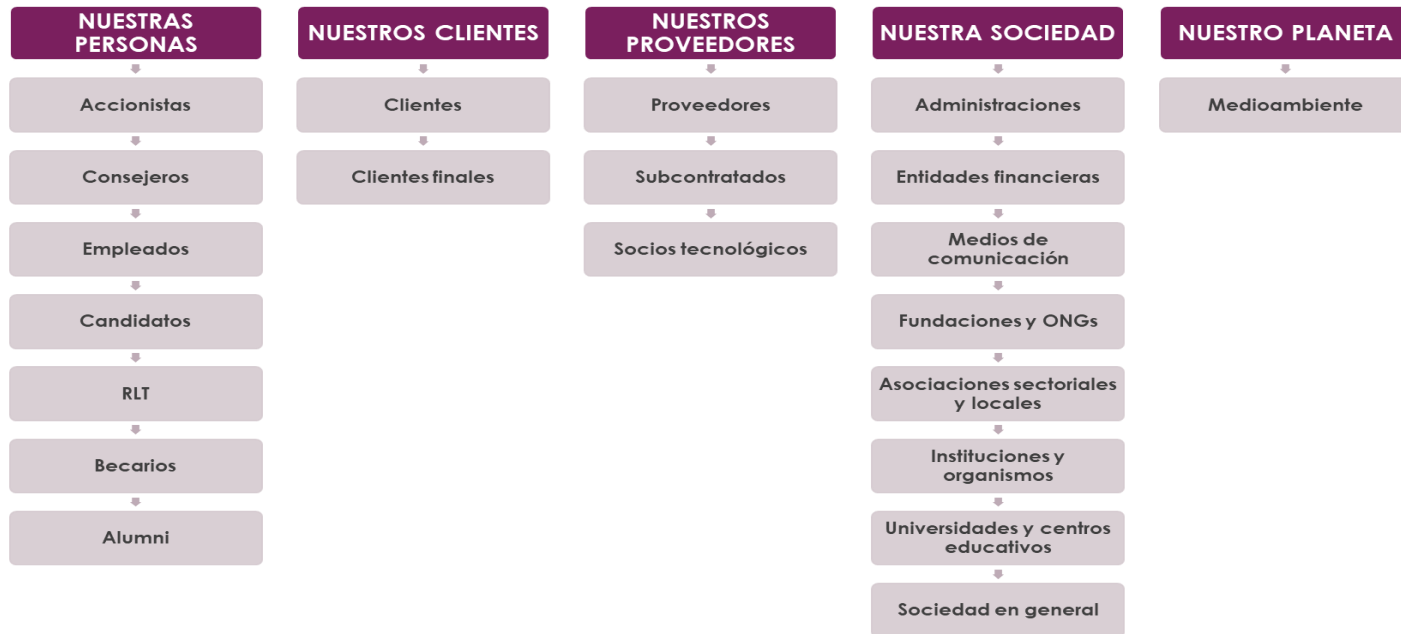 NUESTRAS
PERSONAS
Accionistas
Consejeros
Empleados
Candidatos
RLT
Becarios
Alumni
NUESTROS CLIENTES
Clientes
Clientes finales
NUESTROS
PROVEEDORES
Proveedores
Subcontratados
Socios tecnológicos
NUESTRA SOCIEDAD
Administraciones
Entidades financieras
Medios de
comunicación
Fundaciones y ONGs
Asociaciones sectoriales
y locales
Instituciones y
organismos
Universidades y centros
educativos
Sociedad en general
NUESTRO PLANETA
Medioambiente